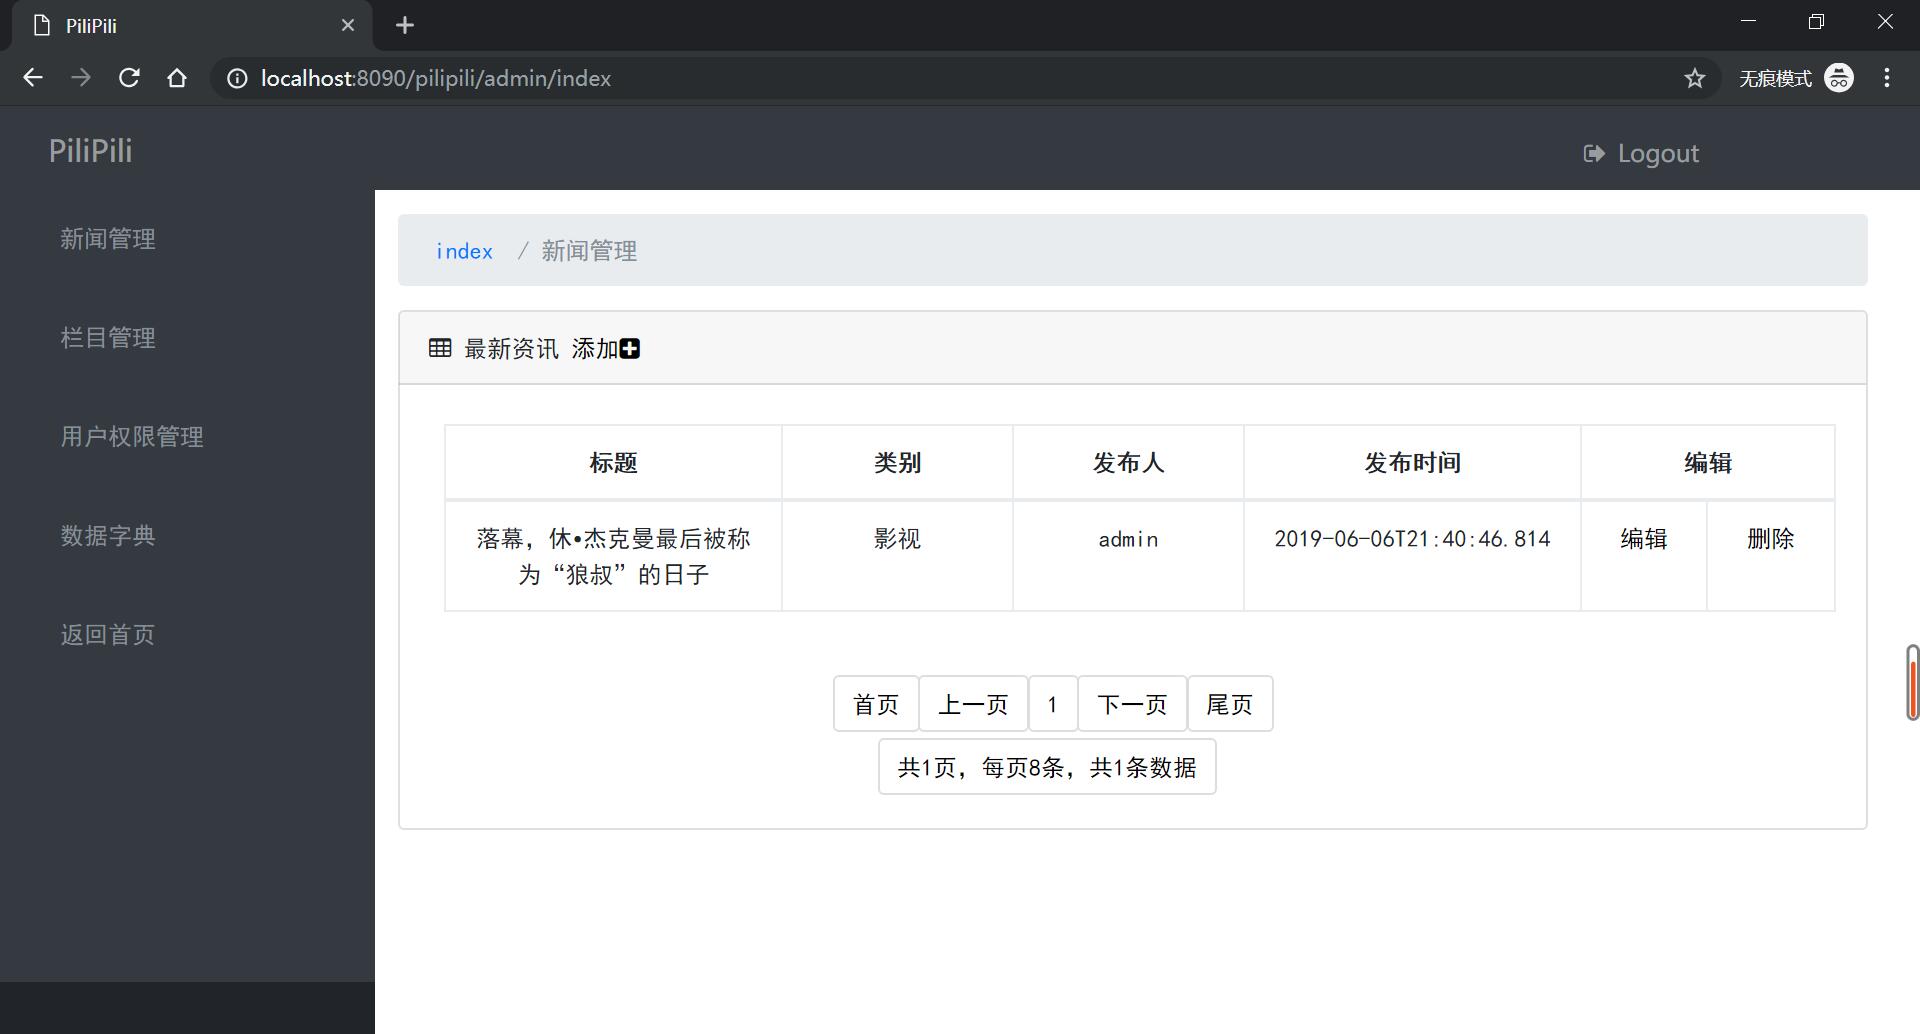 PiliPili
localhost:8090/pilipili/admin/index
无痕模式
PiliPili
Logout
新闻管理
栏目管理
用户权限管理
数据字典
返回首页
index / 新闻管理
最新资讯 添加
标题 类别 发布人 发布时间 编辑
落幕，休•杰克曼最后被称 影视 admin 2019-06-06T21:40:46.814 编辑 删除
为“狼叔”的日子
首页 上一页 1 下一页 尾页
共1页，每页8条，共1条数据